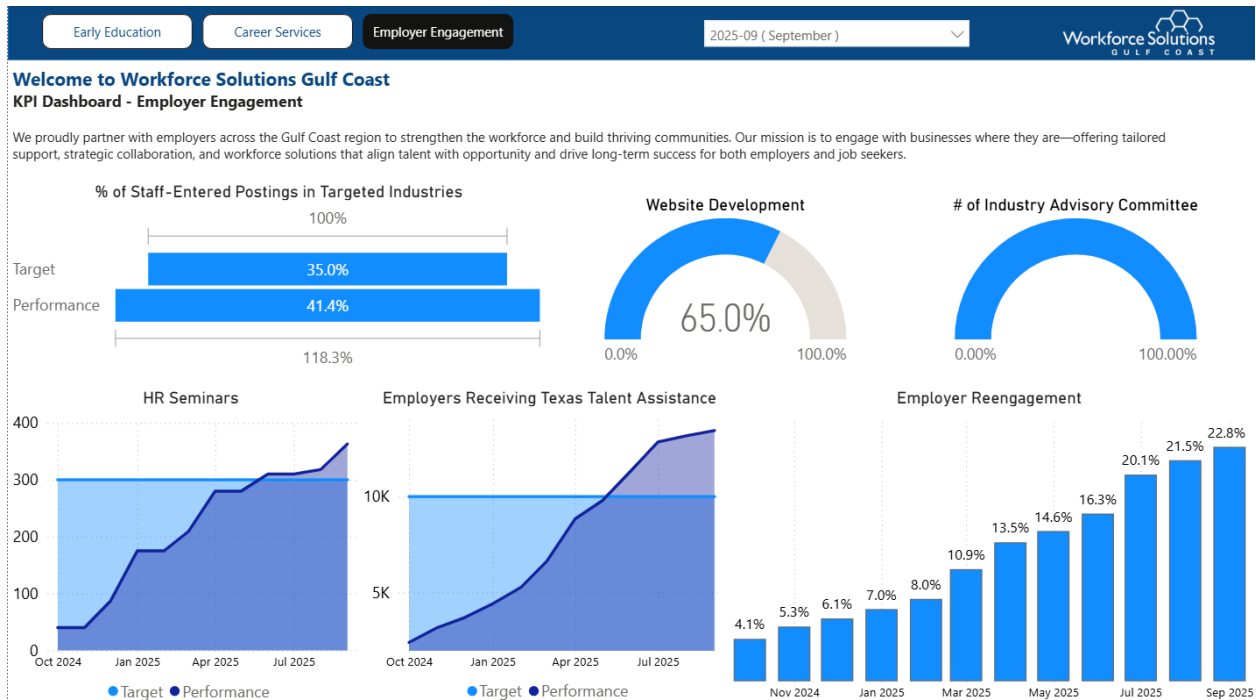 Early Education
Career Services
Employer Engagement
2025-09 ( September )
Workforce Solutions
GULF COAST
Welcome to Workforce Solutions Gulf Coast
KPI Dashboard - Employer Engagement
We proudly partner with employers across the Gulf Coast region to strengthen the workforce and build thriving communities. Our mission is to engage with businesses where they are—offering tailored
support, strategic collaboration, and workforce solutions that align talent with opportunity and drive long-term success for both employers and job seekers.
% of Staff-Entered Postings in Targeted Industries
100%
Target
35.0%
Performance
41.4%
118.3%
Website Development
65.0%
0.0%
100.0%
# of Industry Advisory Committee
0.00%
100.00%
HR Seminars
400
300
200
100
0
Oct 2024
Jan 2025
Apr 2025
Jul 2025
Target
Performance
Employers Receiving Texas Talent Assistance
10K
5K
Oct 2024
Jan 2025
Apr 2025
Jul 2025
Target
Performance
Employer Reengagement
4.1%
5.3%
6.1%
7.0%
8.0%
10.9%
13.5%
14.6%
16.3%
20.1%
21.5%
22.8%
Nov 2024
Jan 2025
Mar 2025
May 2025
Jul 2025
Sep 2025